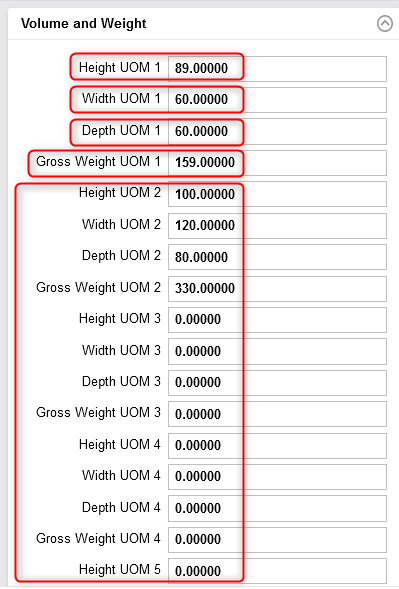 Volume and Weight
Height UOM 1 89.00000
Width UOM 1 60.00000
Depth UOM 1 60.00000
Gross Weight UOM 1 159.00000
Height UOM 2 100.00000
Width UOM 2 120.00000
Depth UOM 2 80.00000
Gross Weight UOM 2 330.00000
Height UOM 3 0.00000
Width UOM 3 0.00000
Depth UOM 3 0.00000
Gross Weight UOM 3 0.00000
Height UOM 4 0.00000
Width UOM 4 0.00000
Depth UOM 4 0.00000
Gross Weight UOM 4 0.00000
Height UOM 5 0.00000